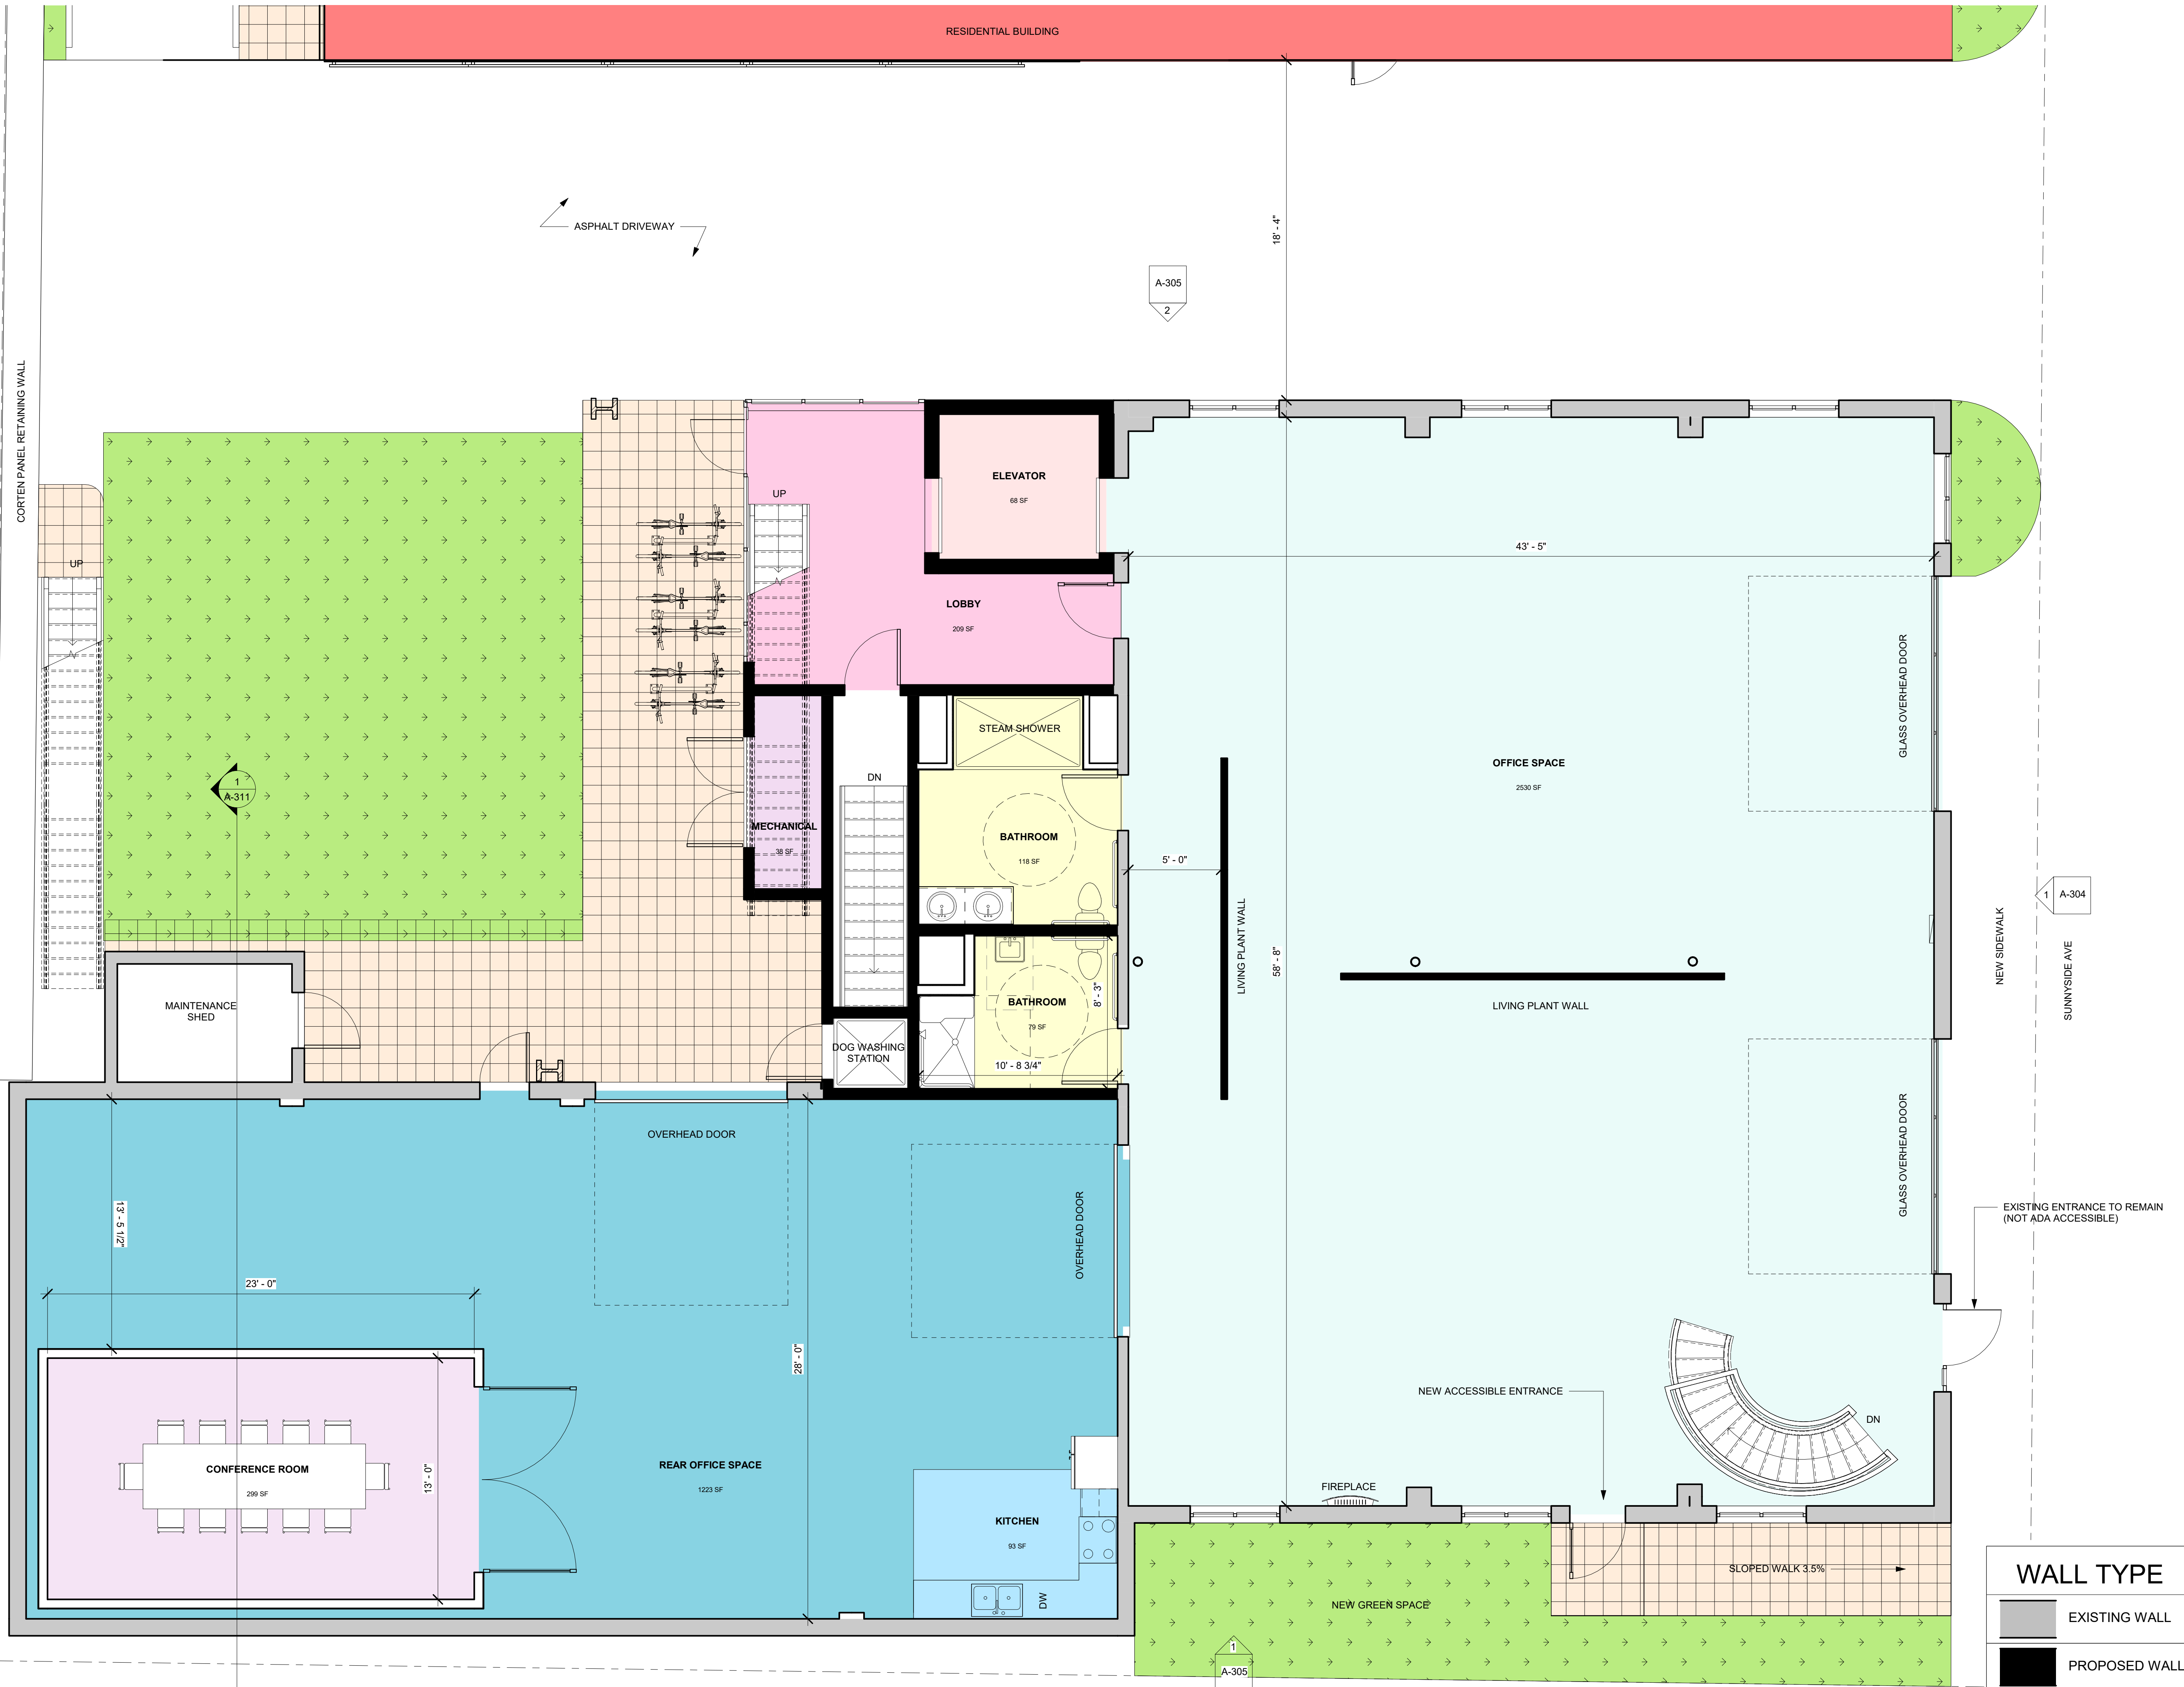 RESIDENTIAL BUILDING
ASPHALT DRIVEWAY
18' - 4"
A-305
2
CORTEN PANEL RETAINING WALL
UP
UP
ELEVATOR
68 SF
43' - 5"
LOBBY
209 SF
GLASS OVERHEAD DOOR
STEAM SHOWER
OFFICE SPACE
2530 SF
DN
1
A-311
MECHANICAL
38 SF
BATHROOM
118 SF
5' - 0"
LIVING PLANT WALL
58' - 8"
1
A-304
NEW SIDEWALK
SUNNYSIDE AVE
MAINTENANCE
SHED
BATHROOM
79 SF
8' - 3"
10' - 8 3/4"
LIVING PLANT WALL
DOG WASHING
STATION
OVERHEAD DOOR
OVERHEAD DOOR
GLASS OVERHEAD DOOR
13' - 5 1/2"
EXISTING ENTRANCE TO REMAIN
(NOT ADA ACCESSIBLE)
23' - 0"
28' - 0"
NEW ACCESSIBLE ENTRANCE
DN
CONFERENCE ROOM
299 SF
13' - 0"
REAR OFFICE SPACE
1223 SF
FIREPLACE
KITCHEN
93 SF
DW
SLOPED WALK 3.5%
NEW GREEN SPACE
1
A-305
WALL TYPE
EXISTING WALL
PROPOSED WALL